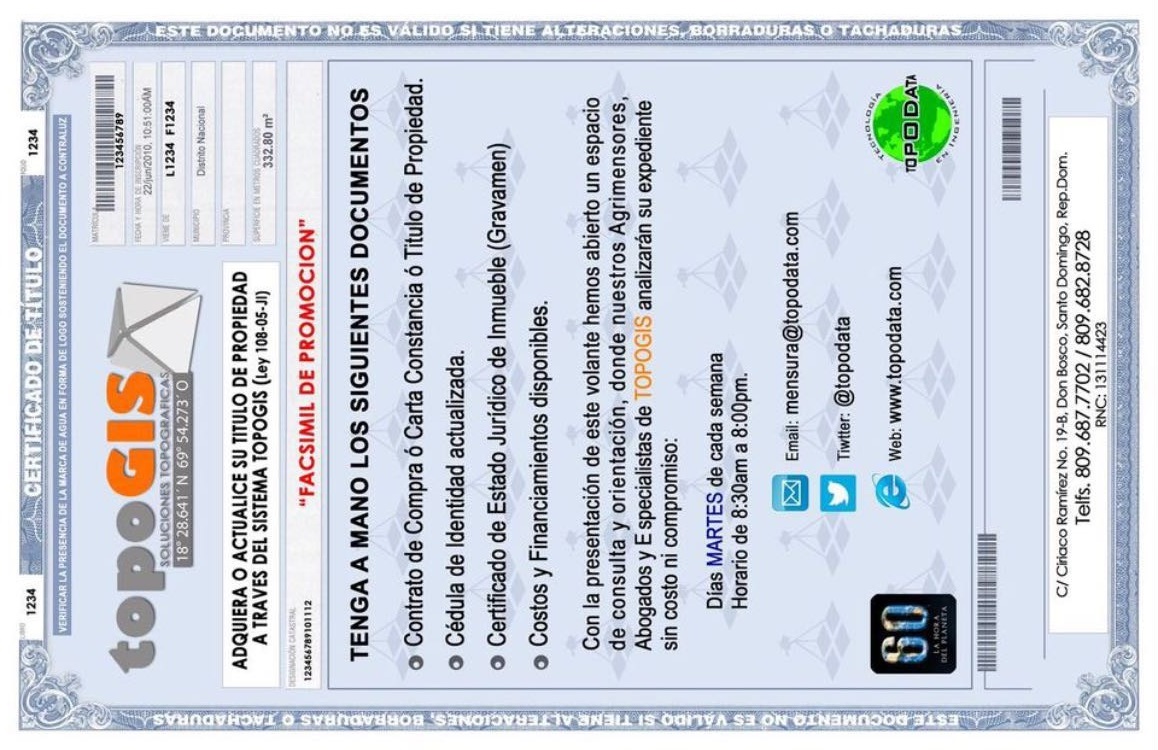 LIBRO
1234
CERTIFICADO DE TÍTULO
FOLIO
1234
VERIFICAR LA PRESENCIA DE LA MARCA DE AGUA EN FORMA DE LOGO SOSTENIENDO EL DOCUMENTO A CONTRALUZ
topoGIS
SOLUCIONES TOPOGRAFICAS
18° 28.641´ N 69° 54.273´ O
MATRICULA
123456789
FECHA Y HORA DE INSCRIPCIÓN
22/jun/2010, 10:51:00AM
VIENE DE
L1234 F1234
MUNICIPIO
Distrito Nacional
PROVINCIA
SUPERFICIE EN METROS CUADRADOS
332.80 m²
ADQUIERA O ACTUALICE SU TITULO DE PROPIEDAD
A TRAVES DEL SISTEMA TOPOGIS (Ley 108-05-JI)
DESIGNACIÓN CATASTRAL
123456789101112
“FACSIMIL DE PROMOCION”
TENGA A MANO LOS SIGUIENTES DOCUMENTOS
Contrato de Compra ó Carta Constancia ó Titulo de Propiedad.
Cédula de Identidad actualizada.
Certificado de Estado Jurídico de Inmueble (Gravamen)
Costos y Financiamientos disponibles.
Con la presentación de este volante hemos abierto un espacio
de consulta y orientación, donde nuestros Agrimensores,
Abogados y E specialistas de TOPOGIS analizarán su expediente
sin costo ni compromiso:
Días MARTES de cada semana
Horario de 8:30am a 8:00pm.
Email: mensura@topodata.com
Tiwtter: @topodata
Web: www.topodata.com
60
LA HORA
DEL PLANETA
TECNOLOGÍA
TOPODATA
EN INGENIERIA
ESTE DOCUMENTO NO ES VÁLIDO SI TIENE ALTERACIONES, BORRADURAS O TACHADURAS
ESTE DOCUMENTO NO ES VÁLIDO SI TIENE ALTERACIONES, BORRADURAS O TACHADURAS
C/ Ciriaco Ramírez No. 19-B, Don Bosco, Santo Domingo, Rep.Dom.
Telfs. 809.687.7702 / 809.682.8728
RNC: 131114423